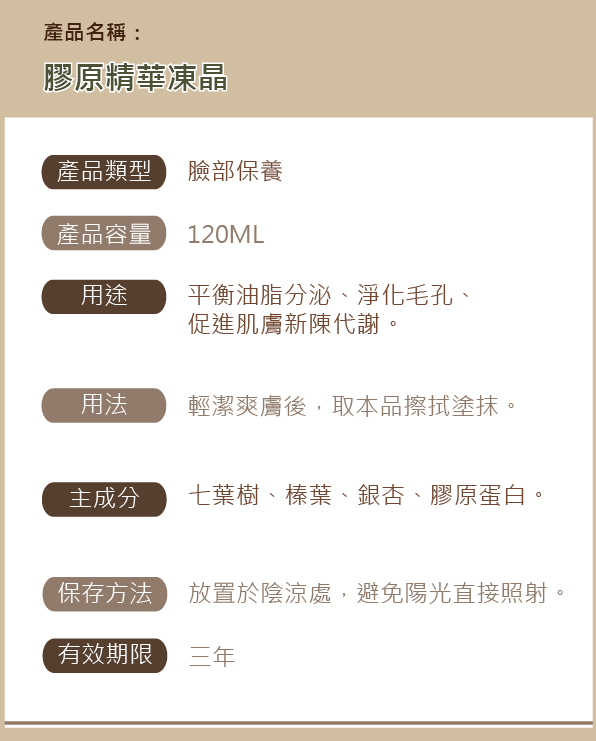 產品名稱：
膠原精華凍晶
產品類型 臉部保養
產品容量 120ML
用途 平衡油脂分泌、淨化毛孔、
促進肌膚新陳代謝。
用法 輕潔爽膚後，取本品擦拭塗抹。
主成分 七葉樹、榛葉、銀杏、膠原蛋白。
保存方法 放置於陰涼處，避免陽光直接照射。
有效期限 三年